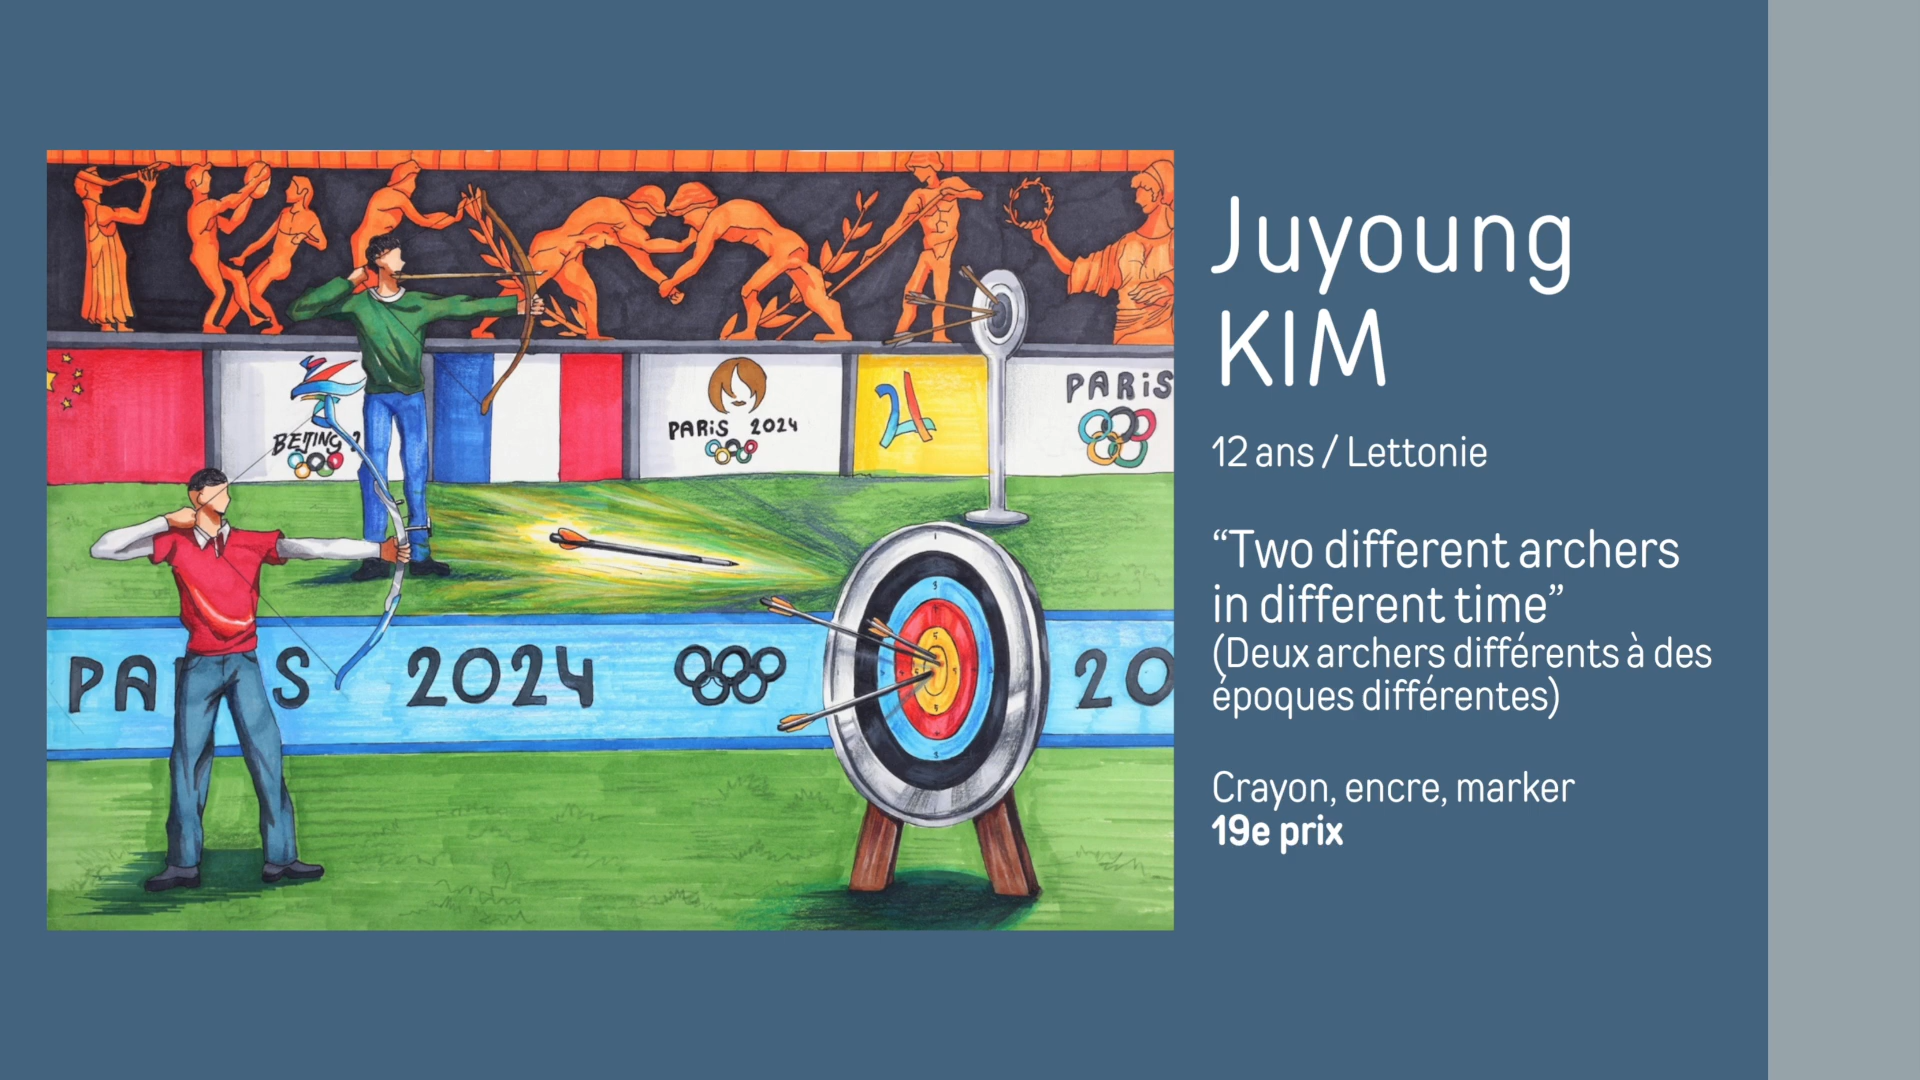 BEIJING 2
PARiS 2024
PARiS
PA S 2024
20
Juyoung
KIM
12 ans / Lettonie
“Two different archers
in different time”
(Deux archers différents à des
époques différentes)
Crayon, encre, marker
19e prix